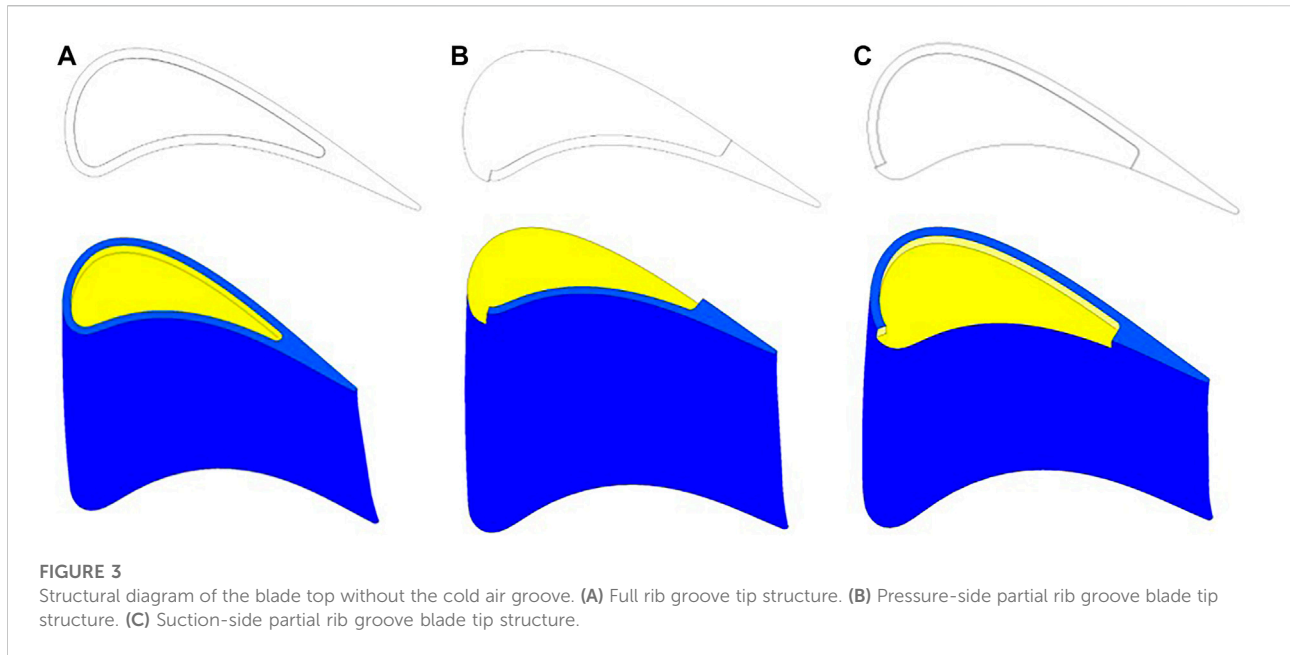 A
B
C
FIGURE 3
Structural diagram of the blade top without the cold air groove. (A) Full rib groove tip structure. (B) Pressure-side partial rib groove blade tip
structure. (C) Suction-side partial rib groove blade tip structure.